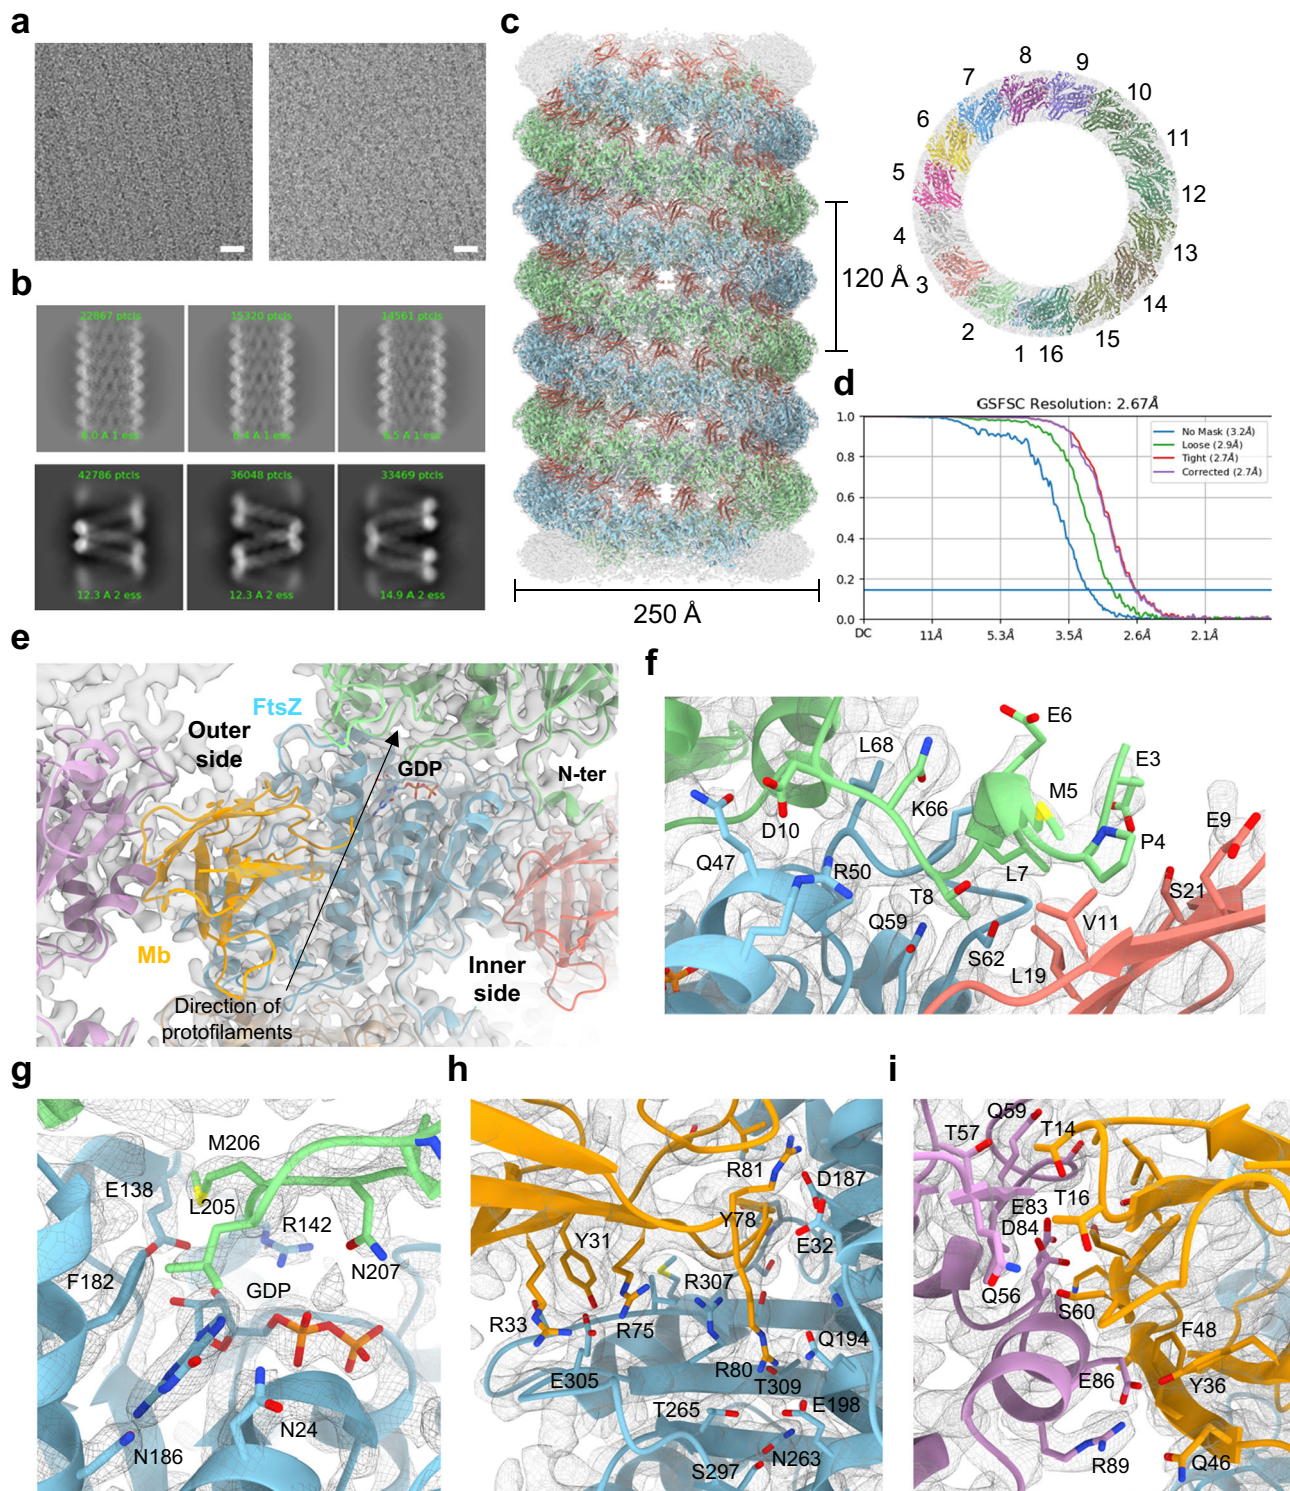 a
b
22867 ptcls
15320 ptcls
14561 ptcls
6.0 A 1 ess
6.4 A 1 ess
6.5 A 1 ess
42786 ptcls
36048 ptcls
33469 ptcls
12.3 A 2 ess
12.3 A 2 ess
14.9 A 2 ess
c
120 Å
250 Å
8
9
7
10
6
11
5
12
4
13
3
14
2
15
1
16
d
GSFSC Resolution: 2.67Å
1.0
0.8
0.6
0.4
0.2
0.0
No Mask (3.2Å)
Loose (2.9Å)
Tight (2.7Å)
Corrected (2.7Å)
DC
11Å
5.3Å
3.5Å
2.6Å
2.1Å
e
FtsZ
Outer
side
GDP
N-ter
Mb
Inner
side
Direction of
protofilaments
f
E6
L68
E3
K66
M5
D10
E9
P4
Q47
R50
L7
S21
T8
V11
Q59
S62
L19
g
M206
E138
L205
R142
F182
N207
GDP
N24
N186
h
R81
D187
Y78
Y31
E32
R307
R33
R75
Q194
E305
R80
T309
T265
E198
N263
S297
i
Q59
T57
T14
T16
E83
D84
Q56
S60
F48
E86
Y36
R89
Q46